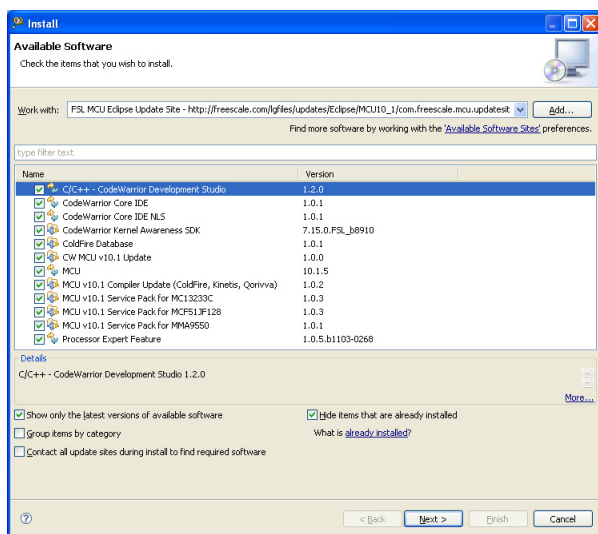 Install
Available Software
Check the items that you wish to install.
Work with: FSL MCU Eclipse Update Site - http://freescale.com/lgfiles/updates/Eclipse/MCU10_1/com.freescale.mcu.updatesit Add...
Find more software by working with the 'Available Software Sites' preferences.
type filter text
Name Version
C/C++ - CodeWarrior Development Studio 1.2.0
CodeWarrior Core IDE 1.0.1
CodeWarrior Core IDE NLS 1.0.1
CodeWarrior Kernel Awareness SDK 7.15.0.FSL_b8910
ColdFire Database 1.0.1
CW MCU v10.1 Update 1.0.0
MCU 10.1.5
MCU v10.1 Compiler Update (ColdFire, Kinetis, Qorivva) 1.0.2
MCU v10.1 Service Pack for MC13233C 1.0.3
MCU v10.1 Service Pack for MCF51JF128 1.0.3
MCU v10.1 Service Pack for MMA9550 1.0.1
Processor Expert Feature 1.0.5.b1103-0268
Details
C/C++ - CodeWarrior Development Studio 1.2.0
More...
Show only the latest versions of available software Hide items that are already installed
Group items by category What is already installed?
Contact all update sites during install to find required software
? < Back Next > Finish Cancel